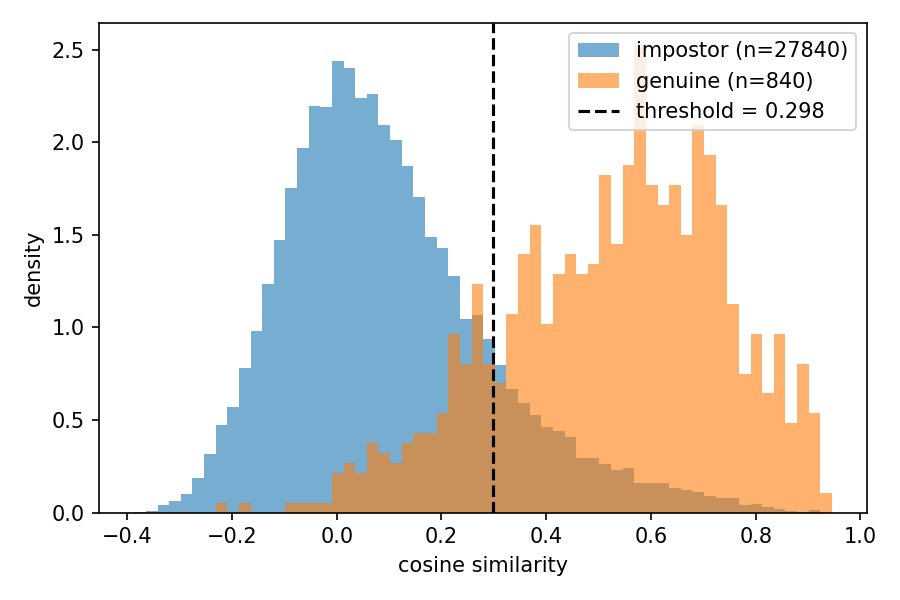 impostor (n=27840)
genuine (n=840)
threshold = 0.298
2.5
2.0
1.5
1.0
0.5
0.0
density
−0.4 −0.2 0.0 0.2 0.4 0.6 0.8 1.0
cosine similarity